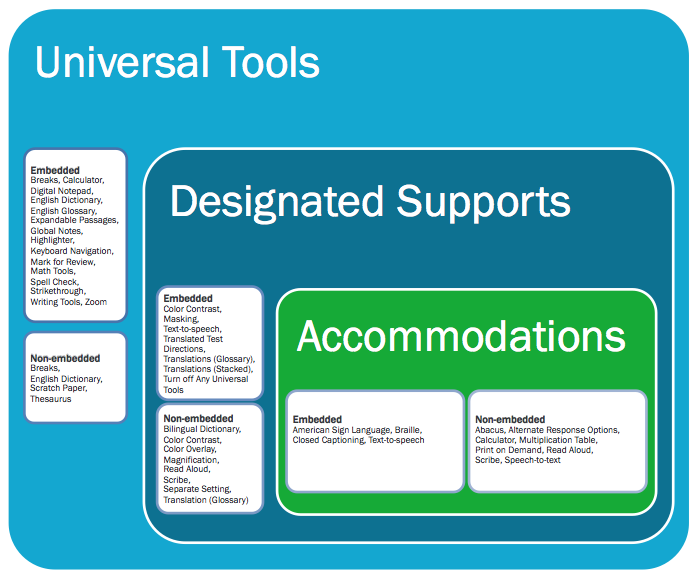 Universal Tools
Embedded
Breaks, Calculator,
Digital Notepad,
English Dictionary,
English Glossary,
Expandable Passages,
Global Notes,
Highlighter,
Keyboard Navigation,
Mark for Review,
Math Tools,
Spell Check,
Strikethrough,
Writing Tools, Zoom
Non-embedded
Breaks,
English Dictionary,
Scratch Paper,
Thesaurus
Designated Supports
Embedded
Color Contrast,
Masking,
Text-to-speech,
Translated Test
Directions,
Translations (Glossary),
Translations (Stacked),
Turn off Any Universal
Tools
Non-embedded
Bilingual Dictionary,
Color Contrast,
Color Overlay,
Magnification,
Read Aloud,
Scribe,
Separate Setting,
Translation (Glossary)
Accommodations
Embedded
American Sign Language, Braille,
Closed Captioning, Text-to-speech
Non-embedded
Abacus, Alternate Response Options,
Calculator, Multiplication Table,
Print on Demand, Read Aloud,
Scribe, Speech-to-text